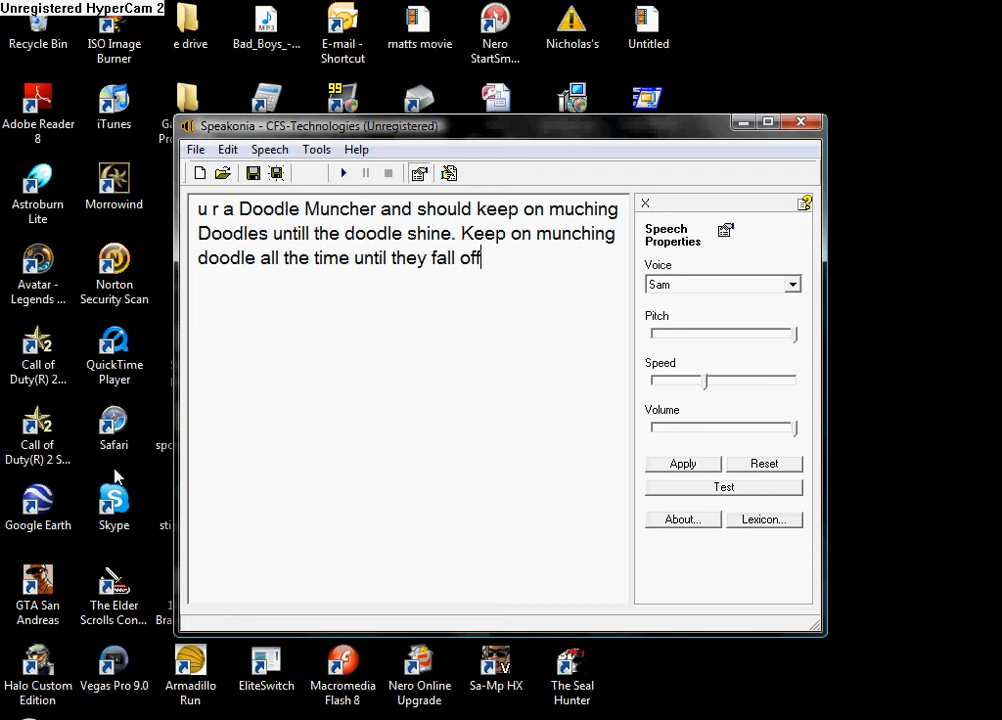 Unregistered HyperCam 2
Recycle Bin
ISO Image
Burner
e drive
Bad_Boys_-...
E-mail -
Shortcut
matts movie
Nero
StartSm...
Nicholas's
Untitled
99
Adobe Reader
8
iTunes
Speakonia - CFS-Technologies (Unregistered)
File Edit Speech Tools Help
u r a Doodle Muncher and should keep on muching
Doodles untill the doodle shine. Keep on munching
doodle all the time until they fall off
X
Speech
Properties
Voice
Sam
Pitch
Speed
Volume
Apply Reset
Test
About... Lexicon...
Astroburn
Lite
Morrowind
Avatar -
Legends ...
Norton
Security Scan
2
Call of
Duty(R) 2...
QuickTime
Player
2
Call of
Duty(R) 2 S...
Safari
Google Earth
Skype
GTA San
Andreas
The Elder
Scrolls Con...
Halo Custom
Edition
Vegas Pro 9.0
Armadillo
Run
EliteSwitch
Macromedia
Flash 8
Nero Online
Upgrade
V
Sa-Mp HX
The Seal
Hunter